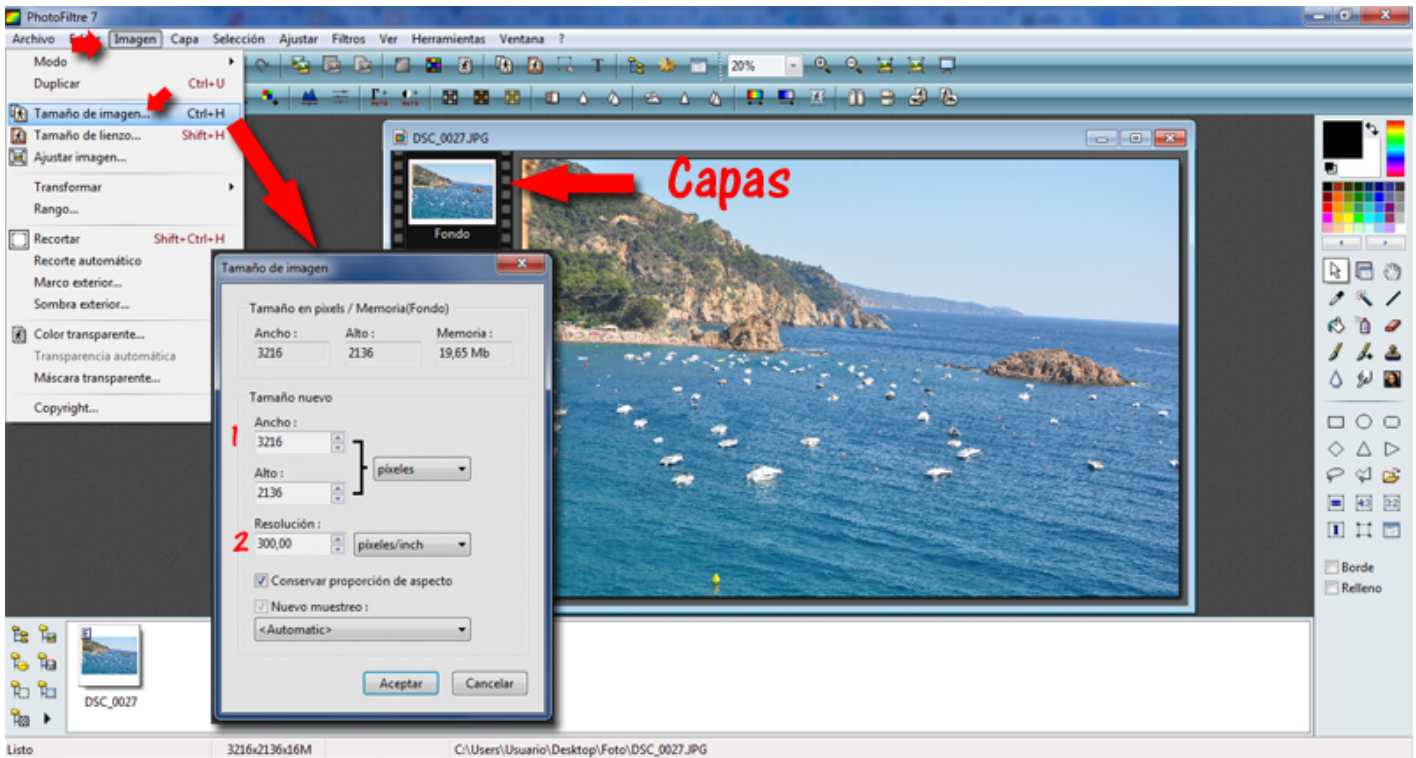 PhotoFiltre 7
Archivo Imagen Capa Selección Ajustar Filtros Ver Herramientas Ventana ?
Modo
Duplicar Ctrl+U
Tamaño de imagen... Ctrl+H
Tamaño de lienzo... Shift+H
Ajustar imagen...
Transformar
Rango...
Recortar Shift+Ctrl+H
Recorte automático
Marco exterior...
Sombra exterior...
Color transparente...
Transparencia automática
Máscara transparente...
Copyright...
20%
DSC_0027.JPG
Capas
Fondo
Tamaño de imagen
Tamaño en pixels / Memoria(Fondo)
Ancho : Alto : Memoria :
3216 2136 19,65 Mb
Tamaño nuevo
Ancho :
1 3216
píxeles
Alto :
2136
Resolución :
2 300,00 píxeles/inch
Conservar proporción de aspecto
Nuevo muestreo :
<Automatic>
Aceptar Cancelar
Borde
Relleno
DSC_0027
Listo 3216x2136x16M C:\Users\Usuario\Desktop\Foto\DSC_0027.JPG